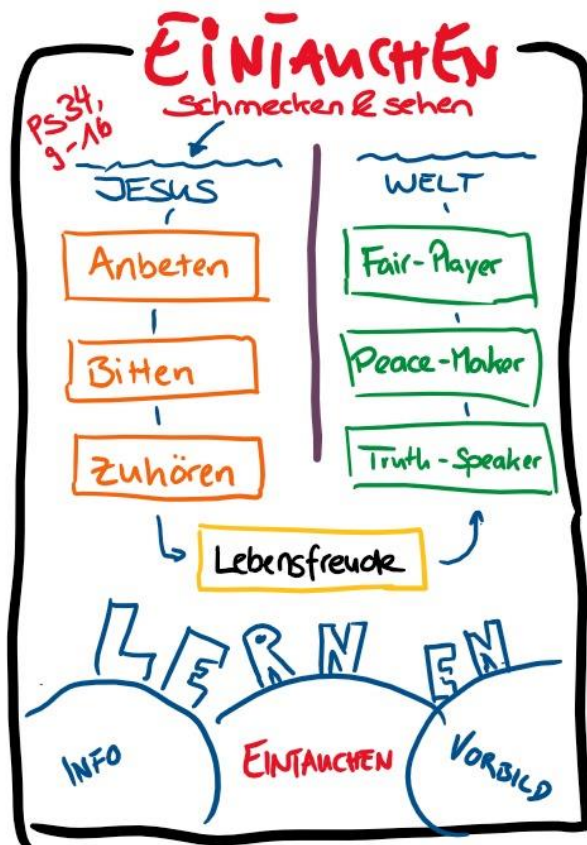 EINTAUCHEN
Schmecken & sehen
PS 34,
9-16
JESUS
Anbeten
Bitten
Zuhören
WELT
Fair-Player
Peace-Maker
Truth-Speaker
Lebensfreude
LERNEN
INFO
EINTAUCHEN
VORBILD